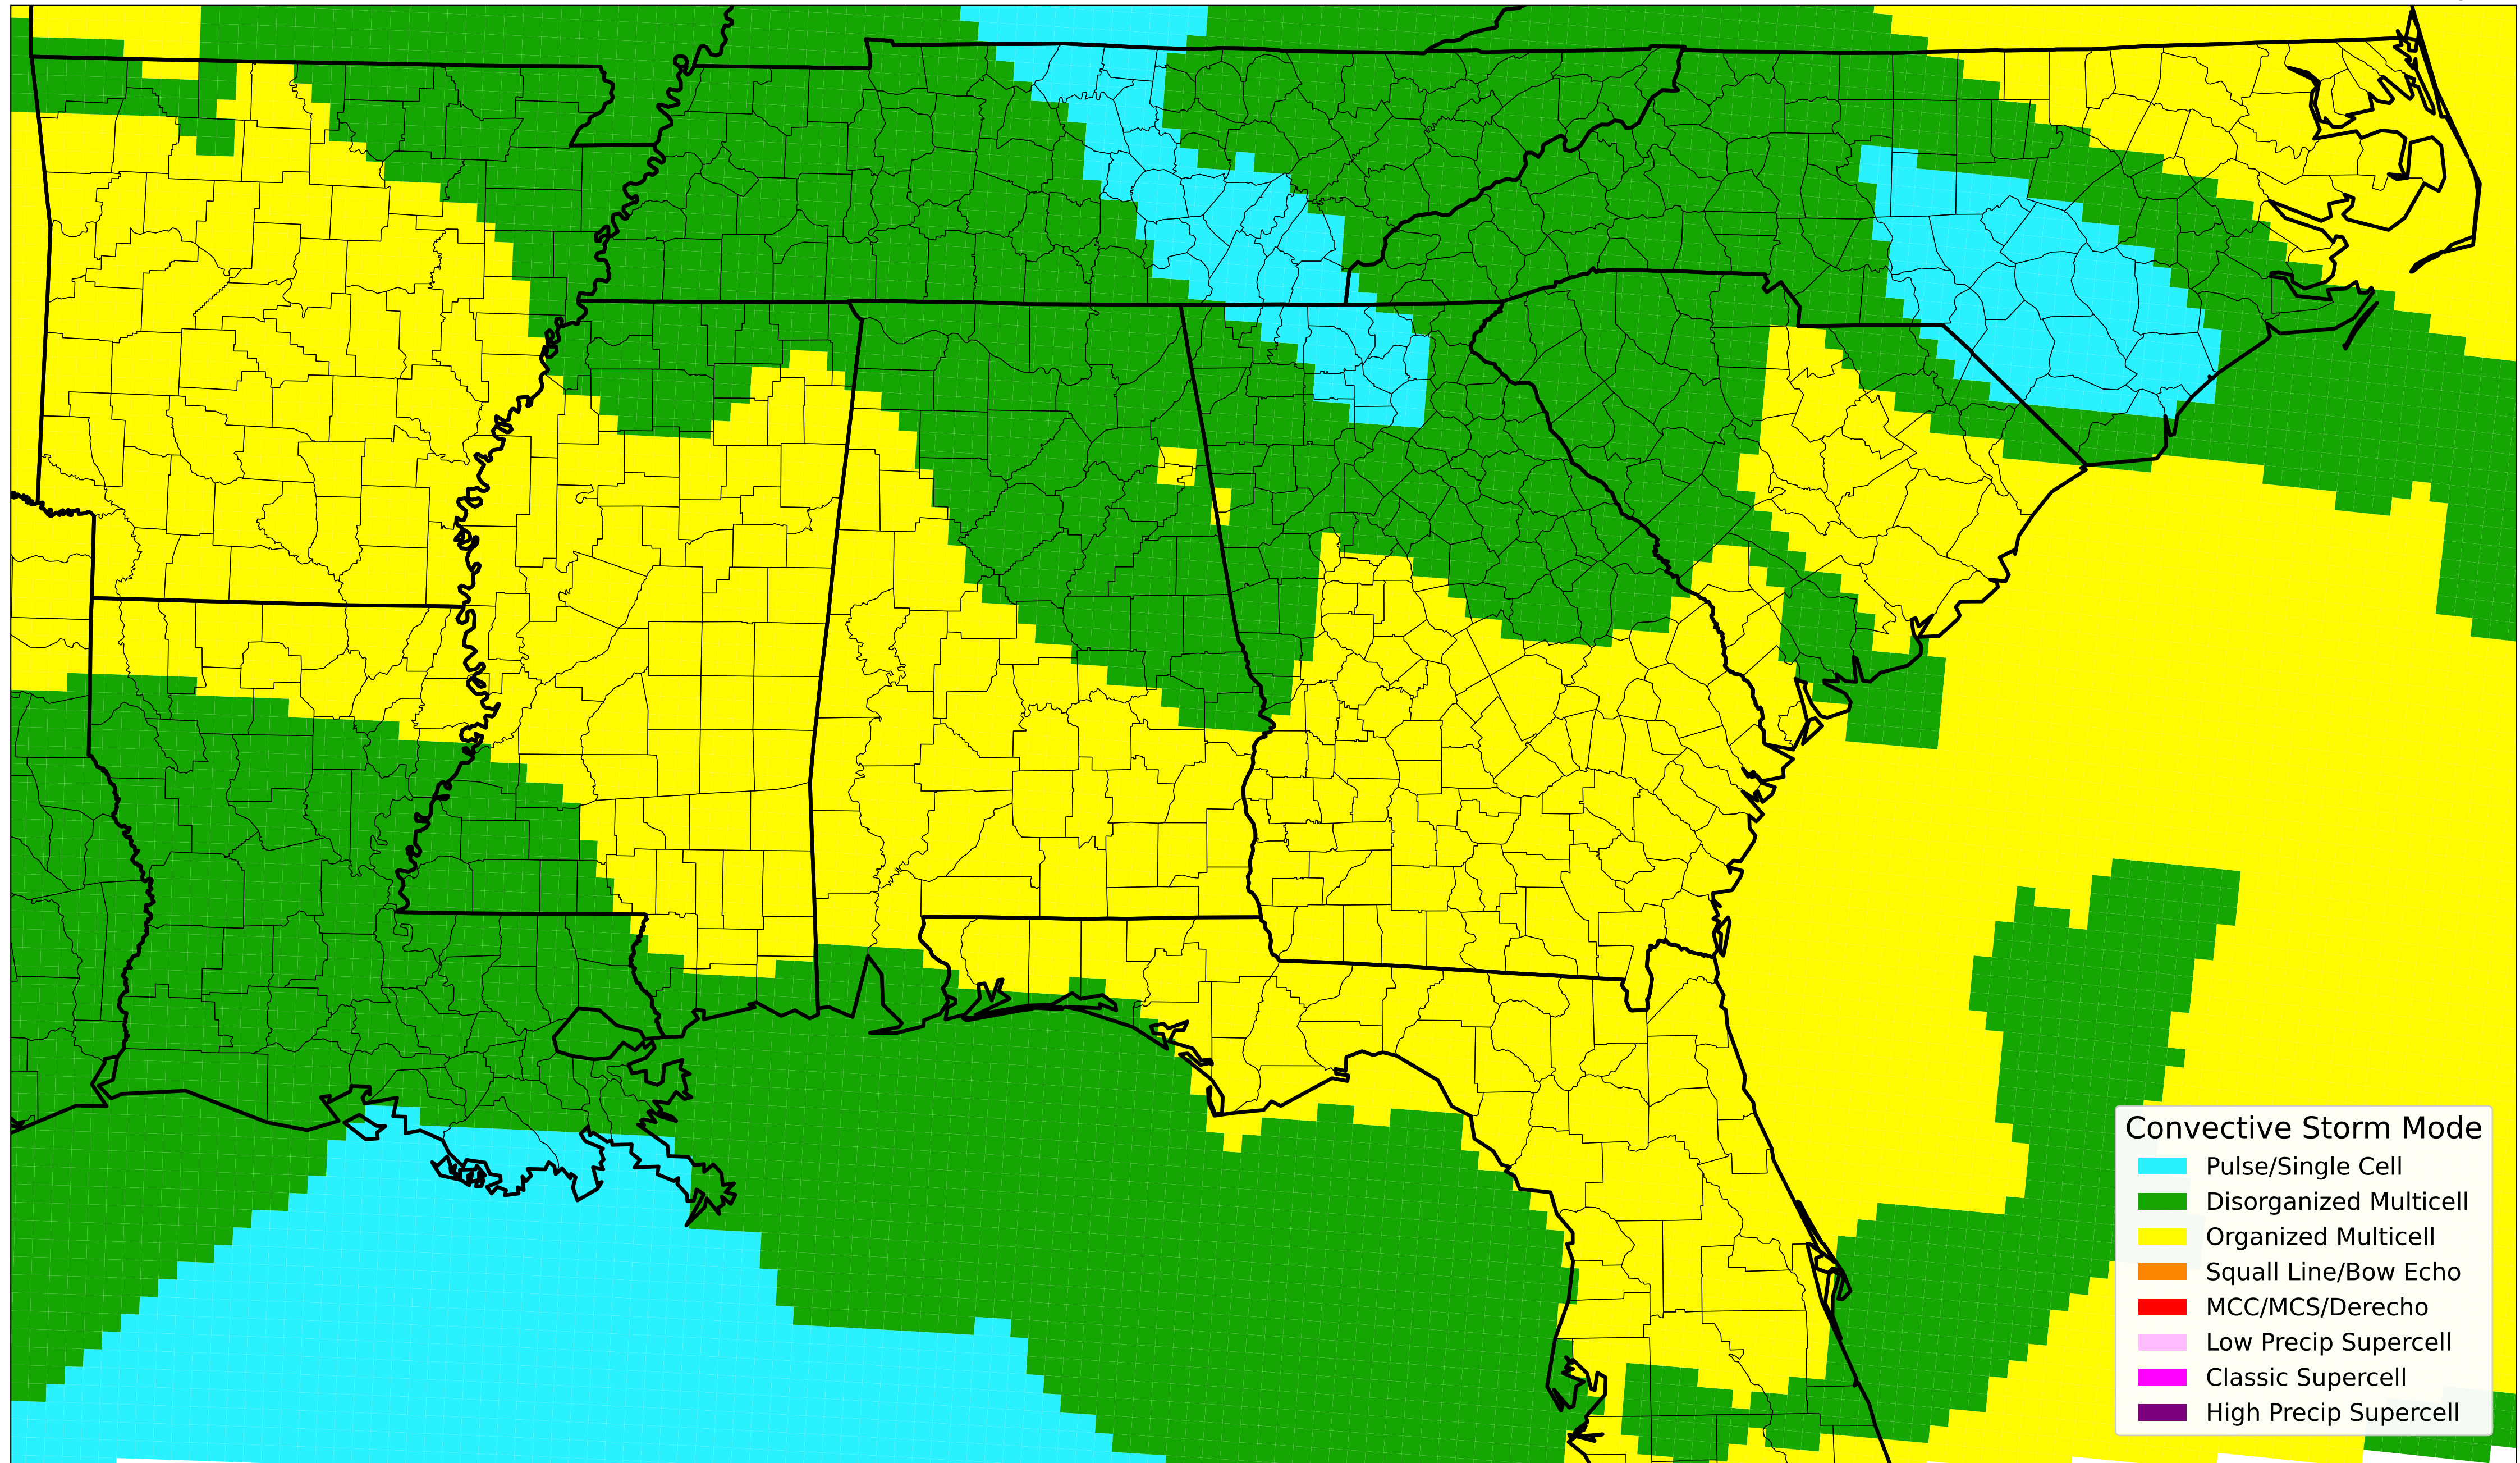 Convective Storm Mode
Pulse/Single Cell
Disorganized Multicell
Organized Multicell
Squall Line/Bow Echo
MCC/MCS/Derecho
Low Precip Supercell
Classic Supercell
High Precip Supercell